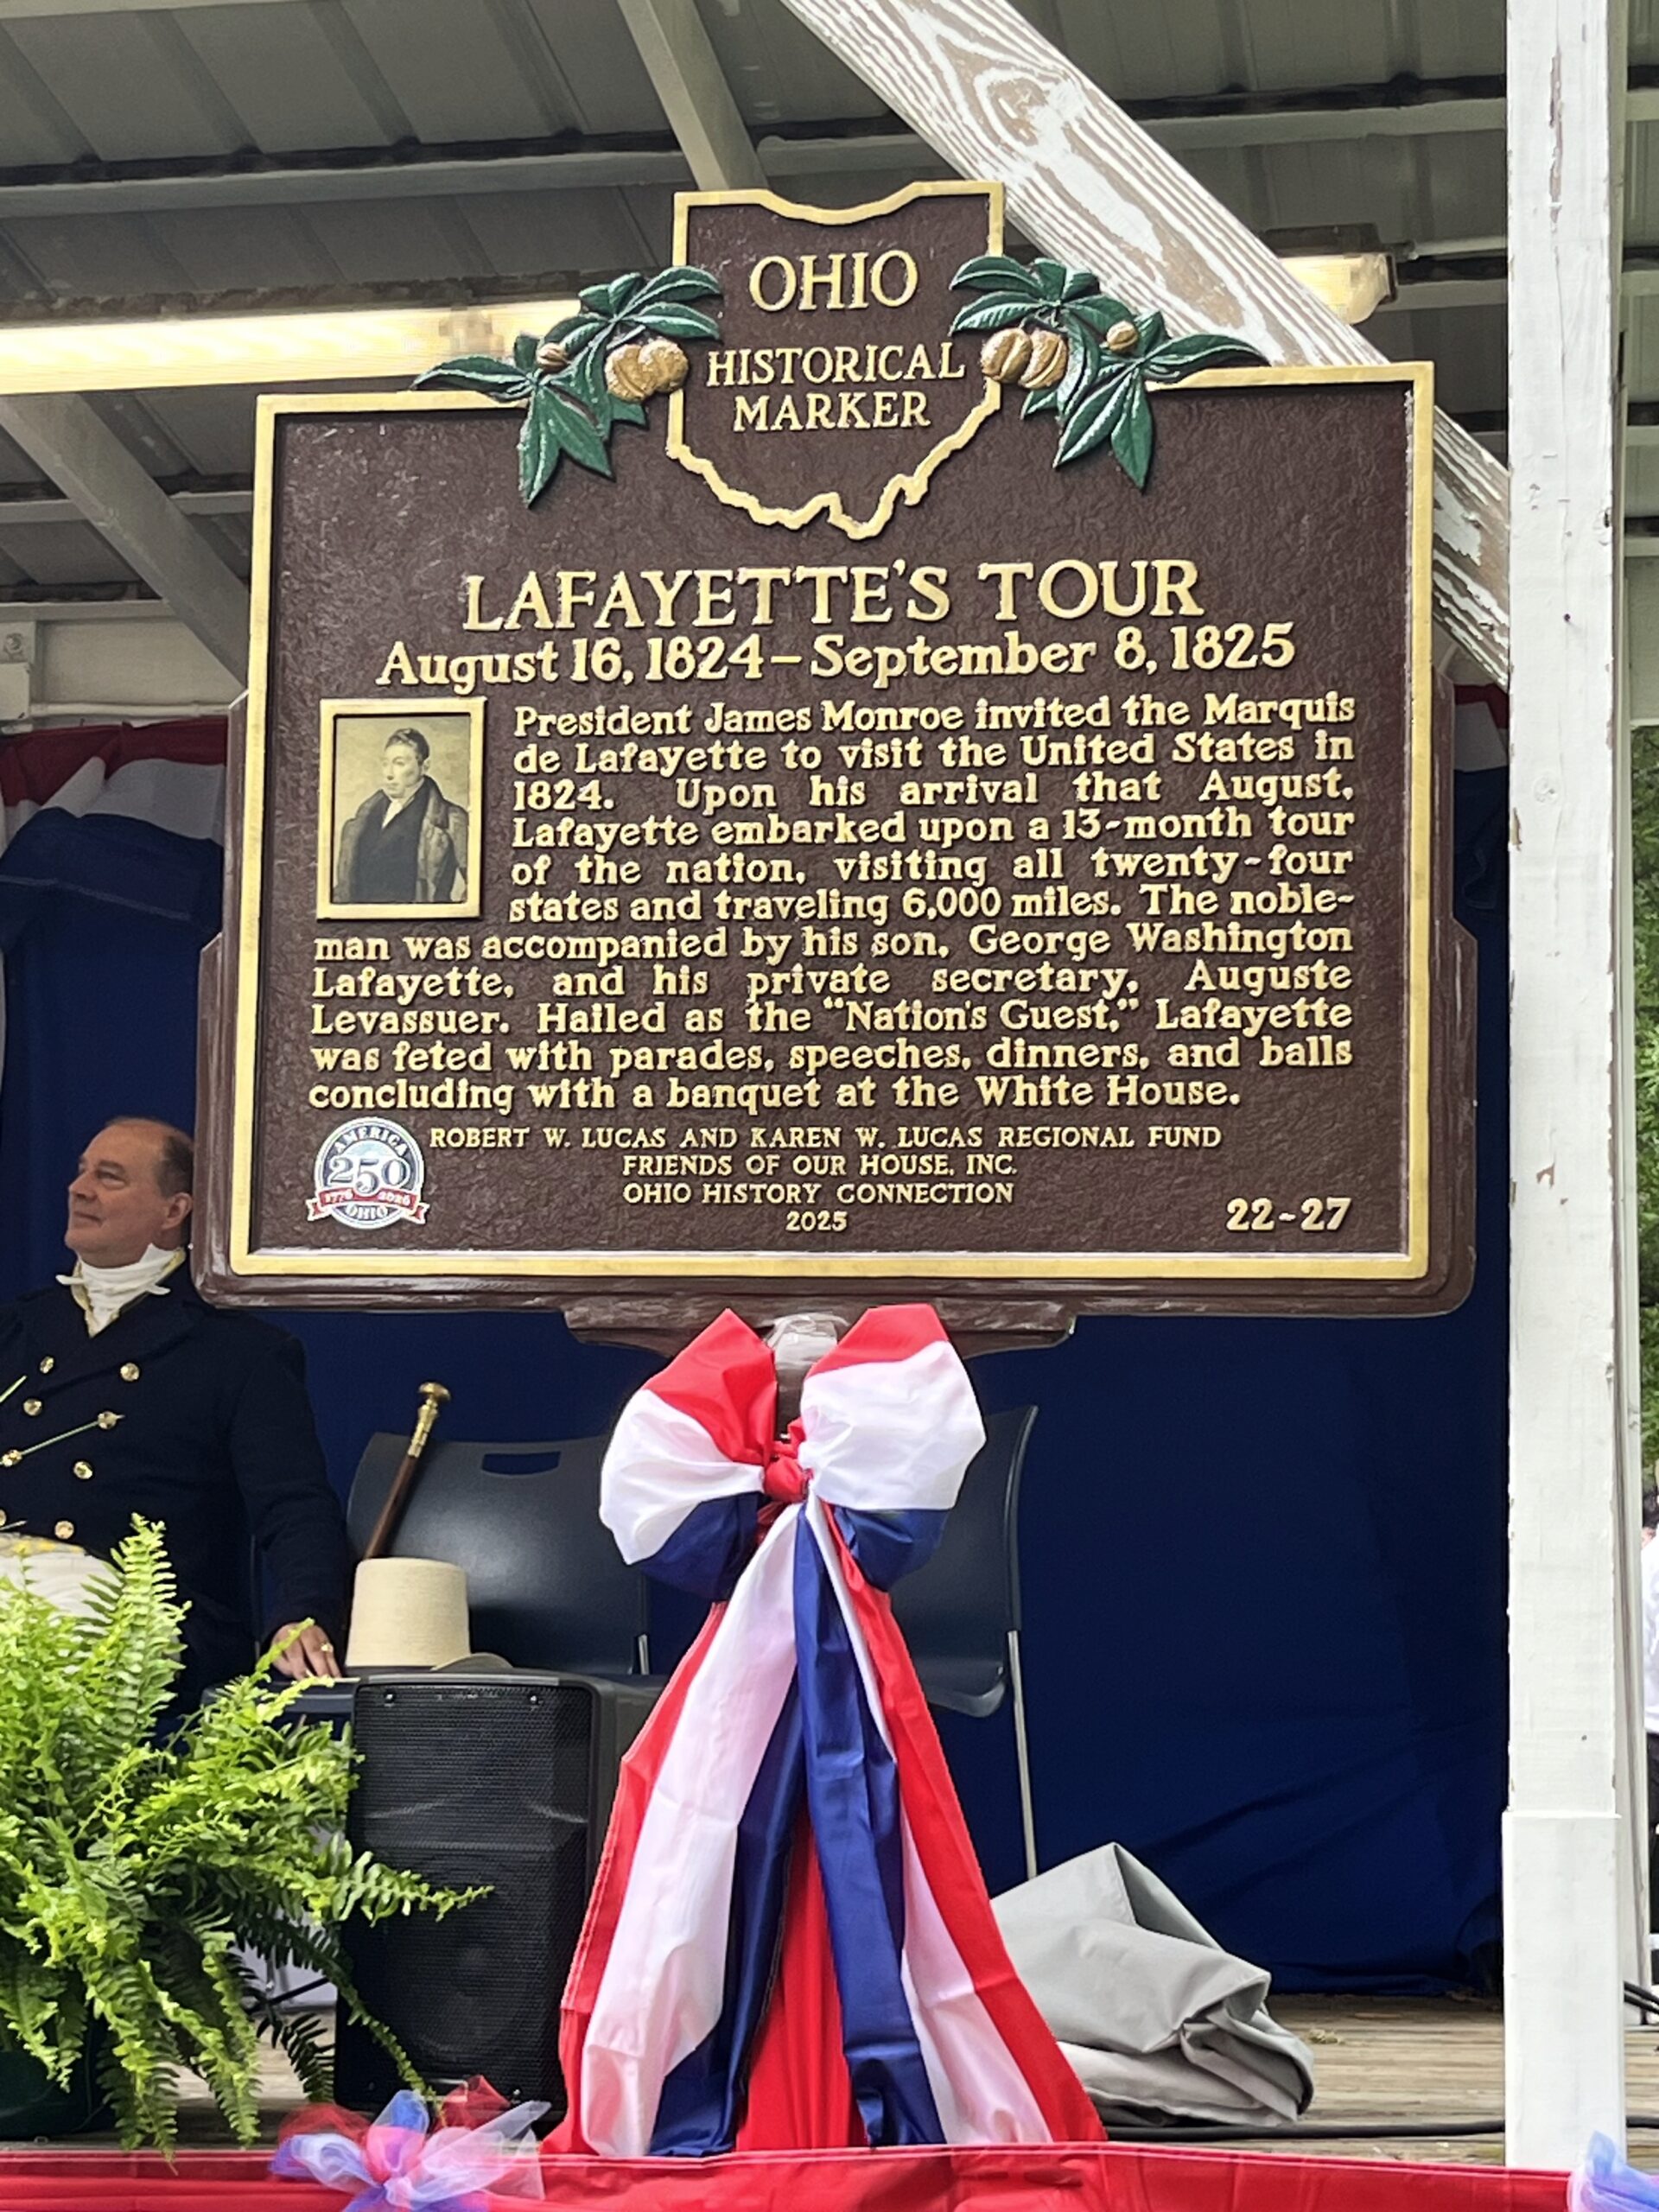 OHIO
HISTORICAL
MARKER
LAFAYETTE'S TOUR
August 16, 1824–September 8, 1825
President James Monroe invited the Marquis
de Lafayette to visit the United States in
1824. Upon his arrival that August,
Lafayette embarked upon a 13-month tour
of the nation, visiting all twenty-four
states and traveling 6,000 miles. The noble-
man was accompanied by his son, George Washington
Lafayette, and his private secretary, Auguste
Levassuer. Hailed as the "Nation's Guest," Lafayette
was feted with parades, speeches, dinners, and balls
concluding with a banquet at the White House.
AMERICA
250
1776 2026
OHIO
ROBERT W. LUCAS AND KAREN W. LUCAS REGIONAL FUND
FRIENDS OF OUR HOUSE, INC.
OHIO HISTORY CONNECTION
2025
22-27